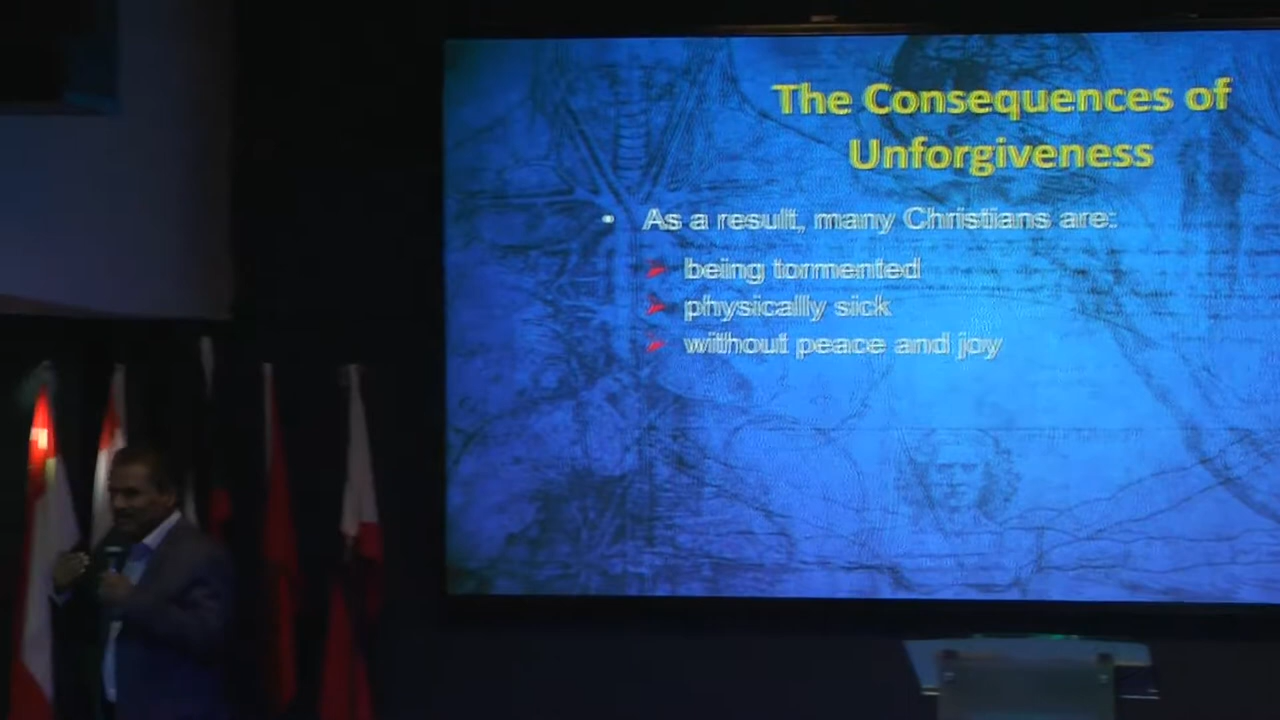 The Consequences of
Unforgiveness
• As a result, many Christians are:
➢ being tormented
➢ physically sick
➢ without peace and joy